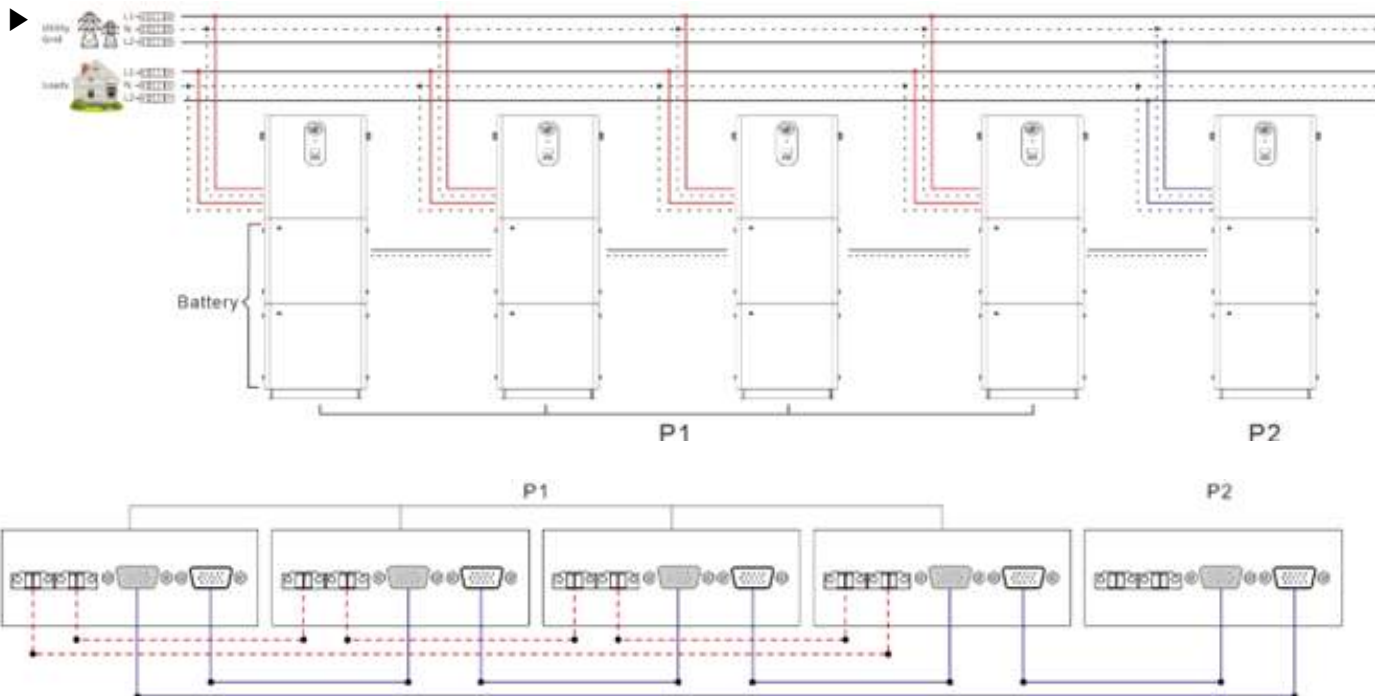 L1
Utility N
Grid L2
L1
Loads N
L2
Battery
P1 P2
P1 P2